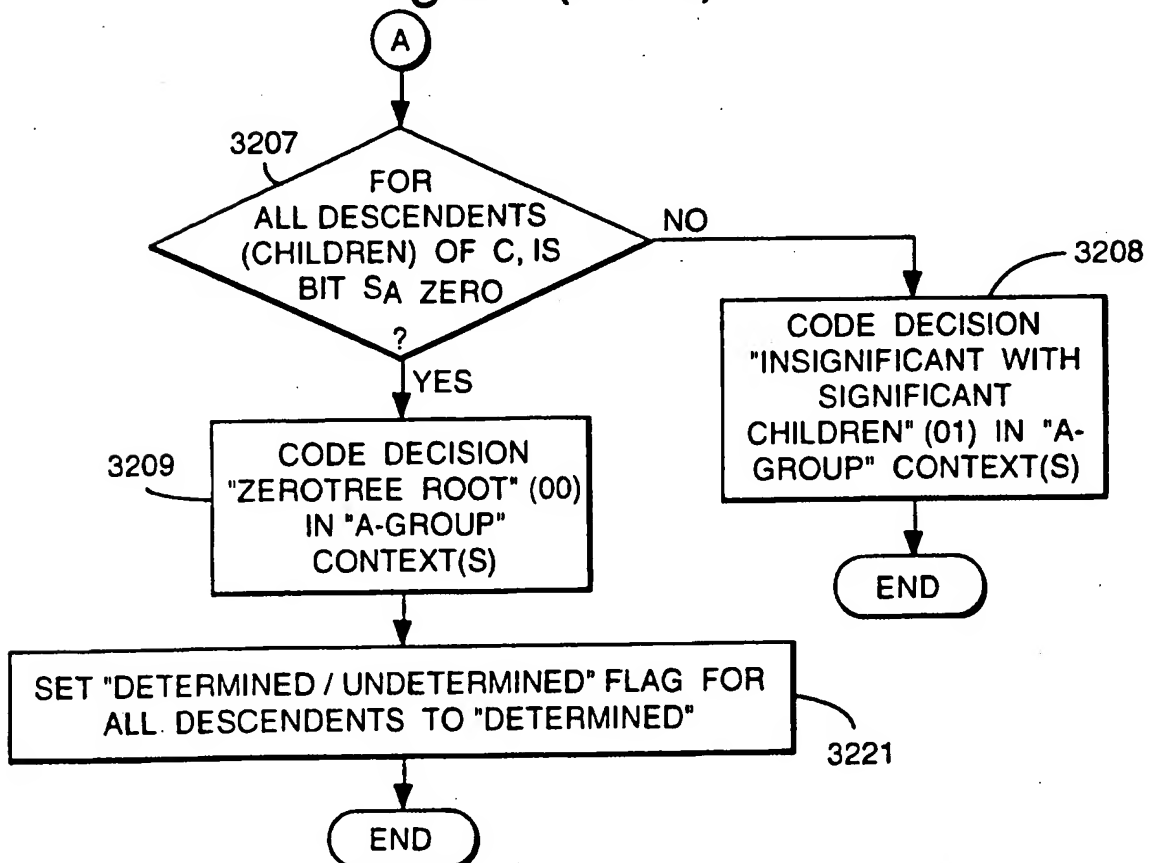 A
3207
FOR
ALL DESCENDENTS
(CHILDREN) OF C, IS
BIT SA ZERO
?
NO
YES
3208
CODE DECISION
"INSIGNIFICANT WITH
SIGNIFICANT
CHILDREN" (01) IN "A-
GROUP" CONTEXT(S)
END
3209
CODE DECISION
"ZEROTREE ROOT" (00)
IN "A-GROUP"
CONTEXT(S)
SET "DETERMINED / UNDETERMINED" FLAG FOR
ALL DESCENDENTS TO "DETERMINED"
3221
END